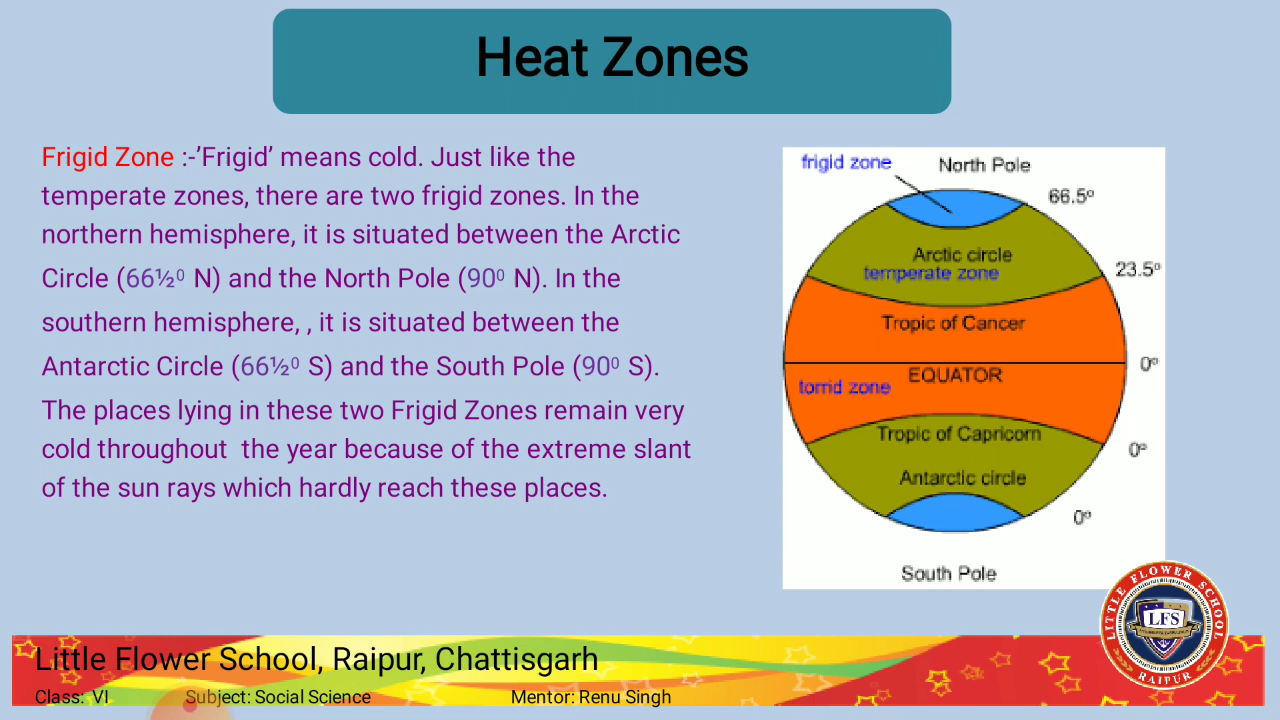 Heat Zones
Frigid Zone :-’Frigid’ means cold. Just like the
temperate zones, there are two frigid zones. In the
northern hemisphere, it is situated between the Arctic
Circle (66½⁰ N) and the North Pole (90⁰ N). In the
southern hemisphere, , it is situated between the
Antarctic Circle (66½⁰ S) and the South Pole (90⁰ S).
The places lying in these two Frigid Zones remain very
cold throughout  the year because of the extreme slant
of the sun rays which hardly reach these places.
frigid zone
North Pole
66.5º
Arctic circle
23.5º
temperate zone
Tropic of Cancer
0º
EQUATOR
torrid zone
Tropic of Capricorn
0º
Antarctic circle
0º
South Pole
LITTLE FLOWER SCHOOL
LFS
RAIPUR
Little Flower School, Raipur, Chattisgarh
Class: VI Subject: Social Science Mentor: Renu Singh